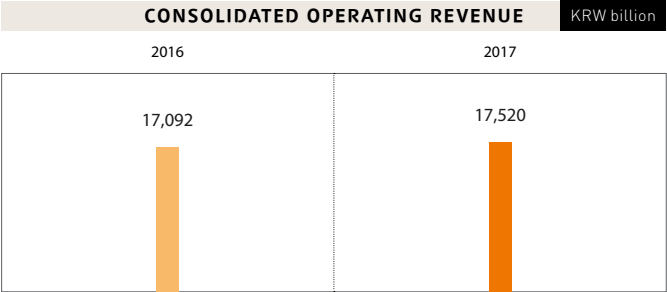 CONSOLIDATED OPERATING REVENUE KRW billion
2016 2017
17,092 17,520